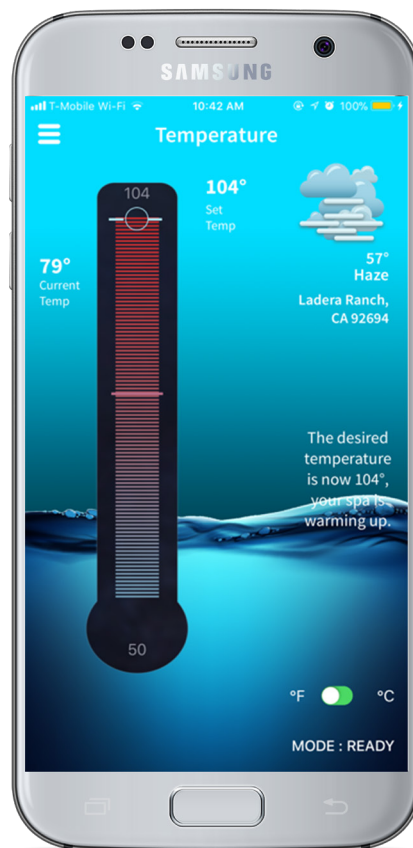 SAMSUNG
T-Mobile Wi-Fi
10:42 AM
100%
Temperature
104
104°
Set
Temp
79°
Current
Temp
57°
Haze
Ladera Ranch,
CA 92694
The desired
temperature
is now 104°,
your spa is
warming up.
50
°F
°C
MODE : READY